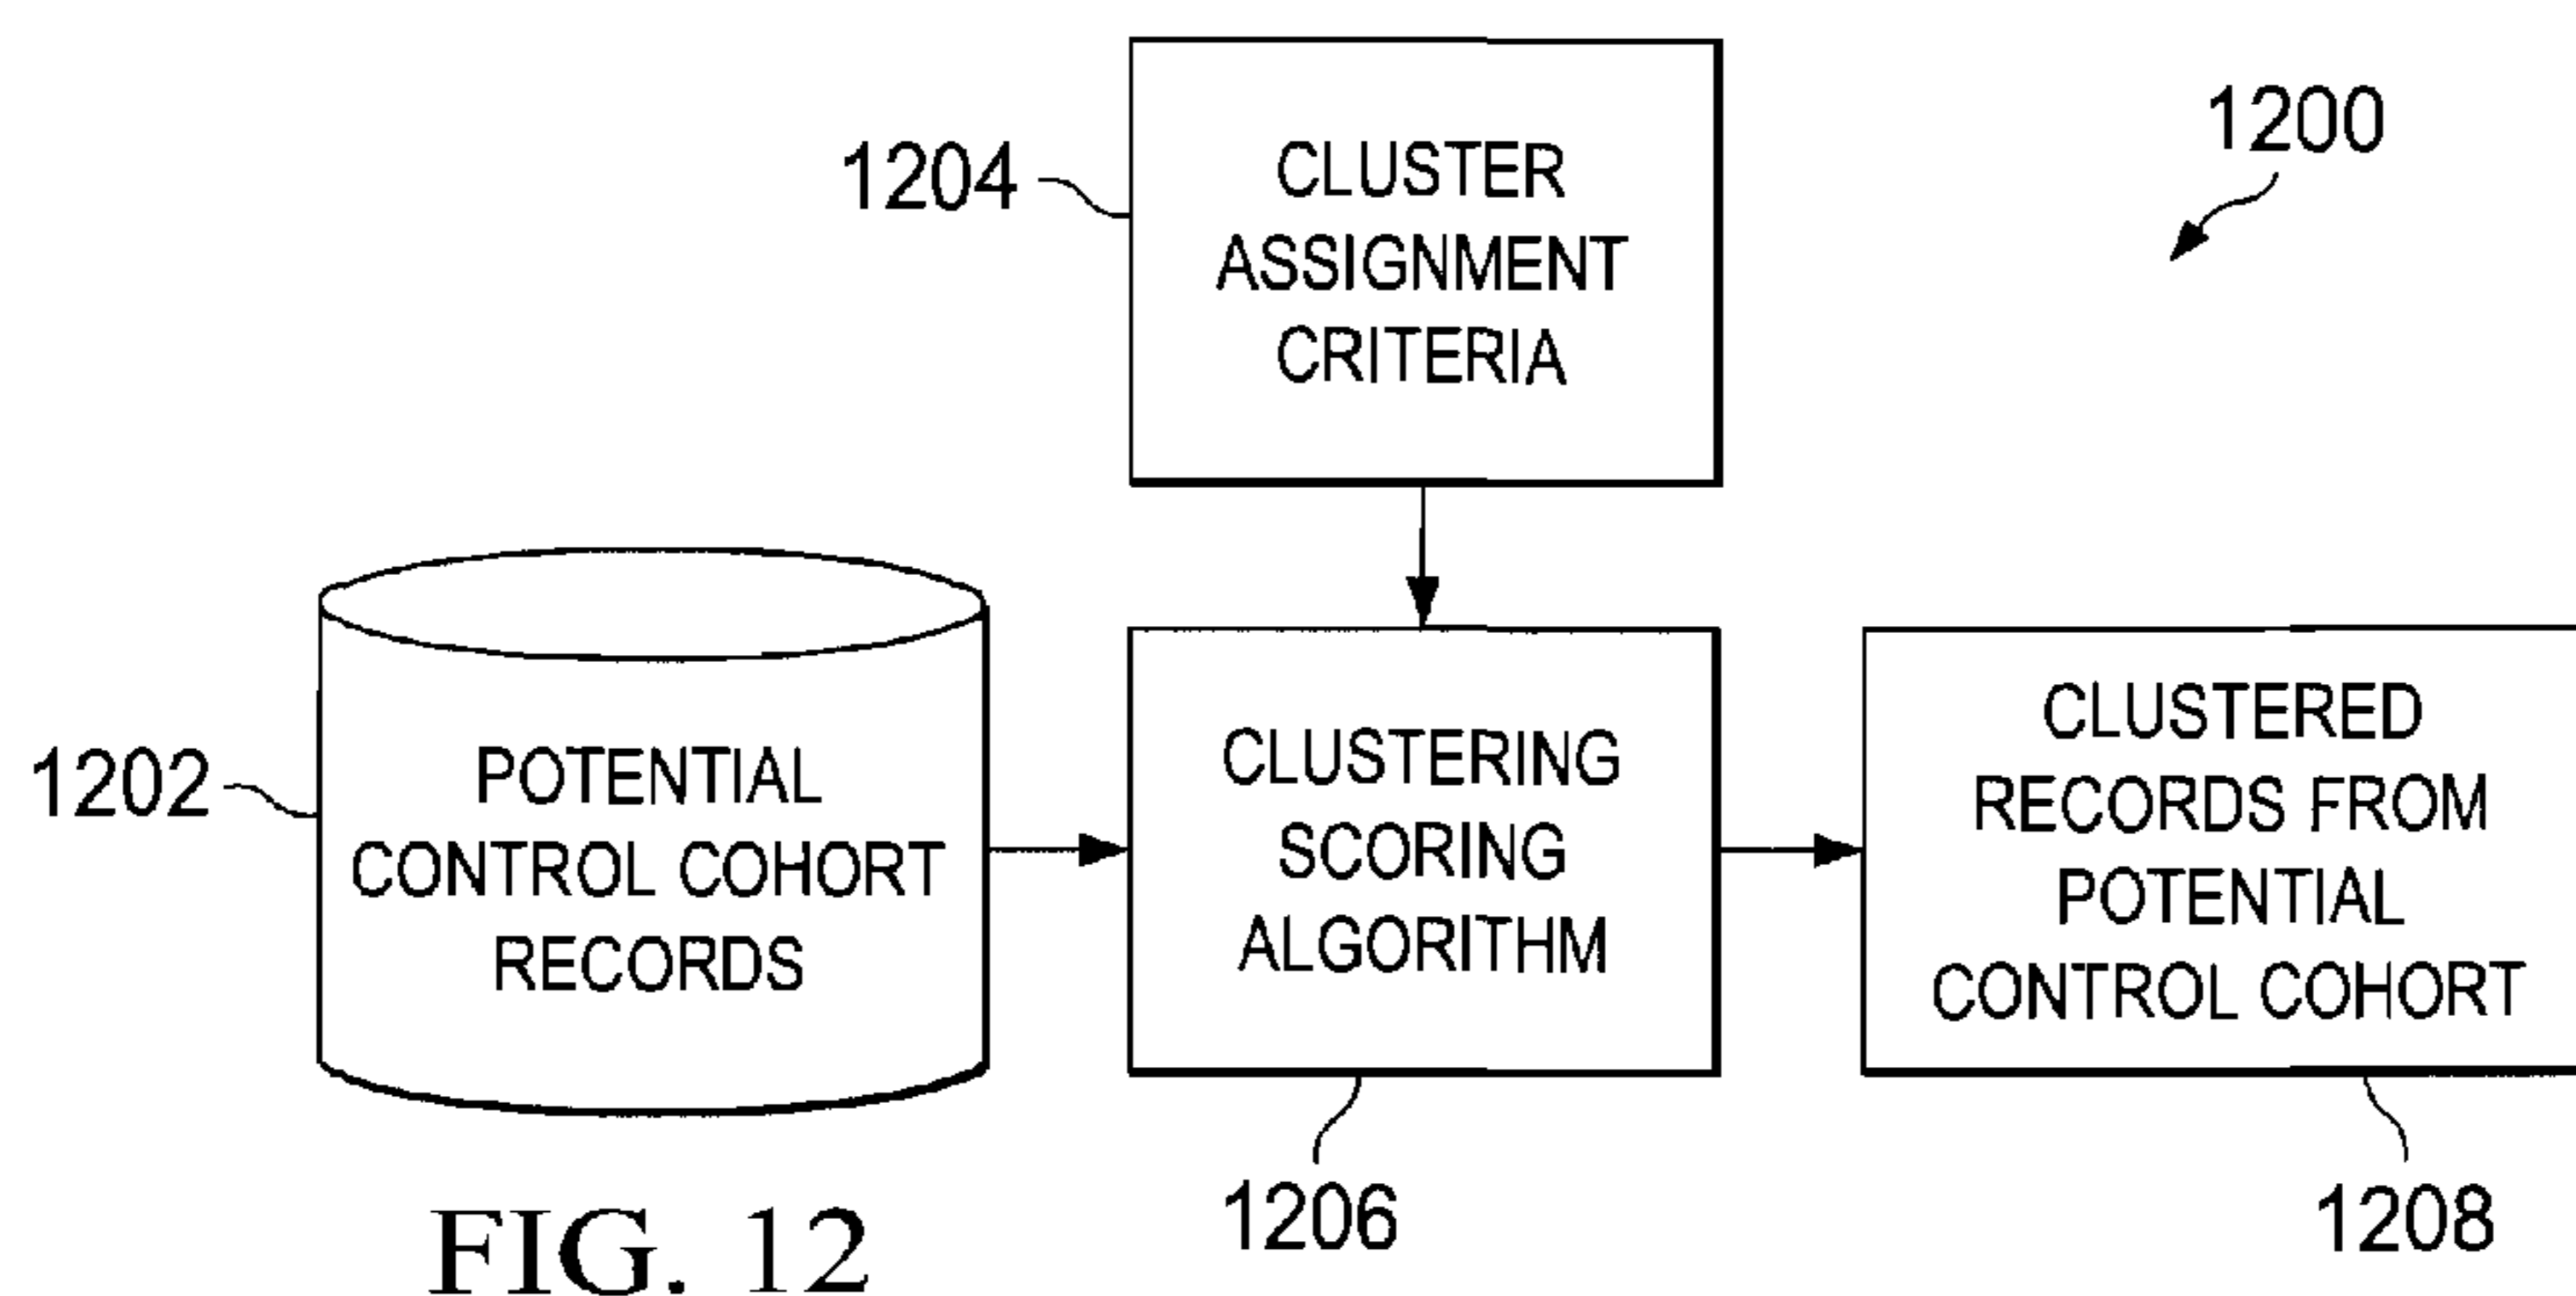 1200
1204
CLUSTER
ASSIGNMENT
CRITERIA
1202
POTENTIAL
CONTROL COHORT
RECORDS
CLUSTERING
SCORING
ALGORITHM
CLUSTERED
RECORDS FROM
POTENTIAL
CONTROL COHORT
1206
1208
FIG. 12